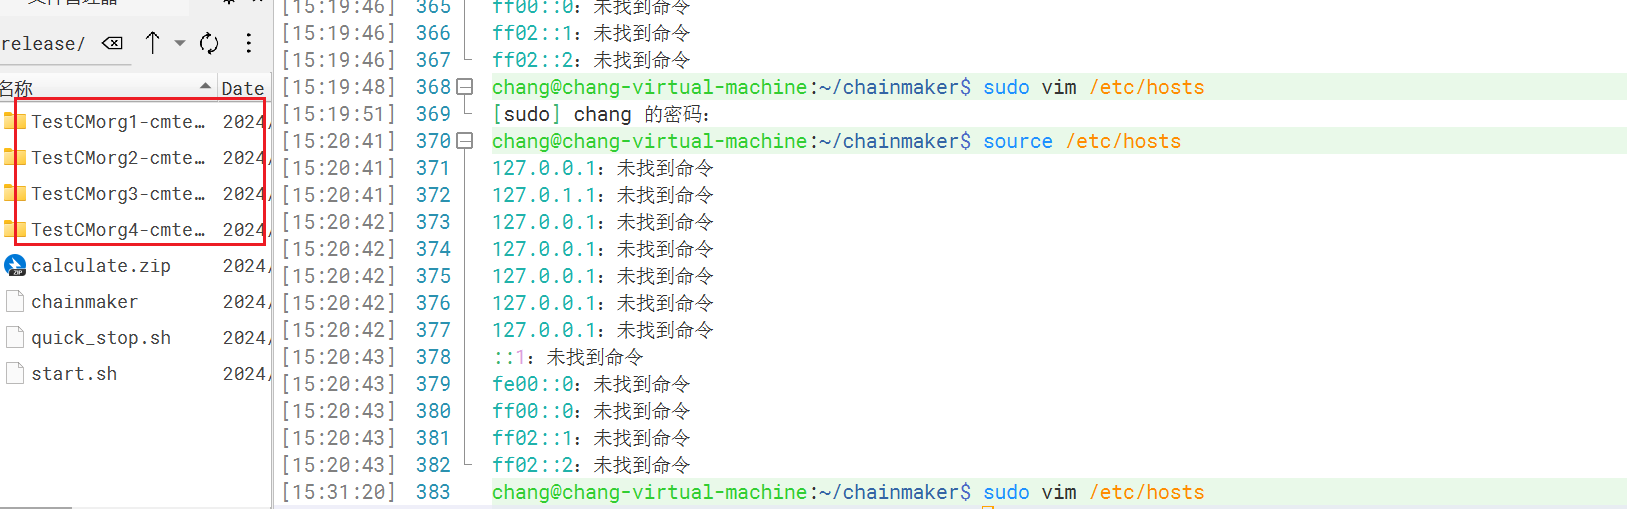 release/
名称 Date
TestCMorg1-cmte… 2024/
TestCMorg2-cmte… 2024/
TestCMorg3-cmte… 2024/
TestCMorg4-cmte… 2024/
calculate.zip 2024/
chainmaker 2024/
quick_stop.sh 2024/
start.sh 2024/
[15:19:46] 365 ff00::0：未找到命令
[15:19:46] 366 ff02::1：未找到命令
[15:19:46] 367 ff02::2：未找到命令
[15:19:48] 368 chang@chang-virtual-machine:~/chainmaker$ sudo vim /etc/hosts
[15:19:51] 369 [sudo] chang 的密码：
[15:20:41] 370 chang@chang-virtual-machine:~/chainmaker$ source /etc/hosts
[15:20:41] 371 127.0.0.1：未找到命令
[15:20:41] 372 127.0.1.1：未找到命令
[15:20:42] 373 127.0.0.1：未找到命令
[15:20:42] 374 127.0.0.1：未找到命令
[15:20:42] 375 127.0.0.1：未找到命令
[15:20:42] 376 127.0.0.1：未找到命令
[15:20:42] 377 127.0.0.1：未找到命令
[15:20:43] 378 ::1：未找到命令
[15:20:43] 379 fe00::0：未找到命令
[15:20:43] 380 ff00::0：未找到命令
[15:20:43] 381 ff02::1：未找到命令
[15:20:43] 382 ff02::2：未找到命令
[15:31:20] 383 chang@chang-virtual-machine:~/chainmaker$ sudo vim /etc/hosts